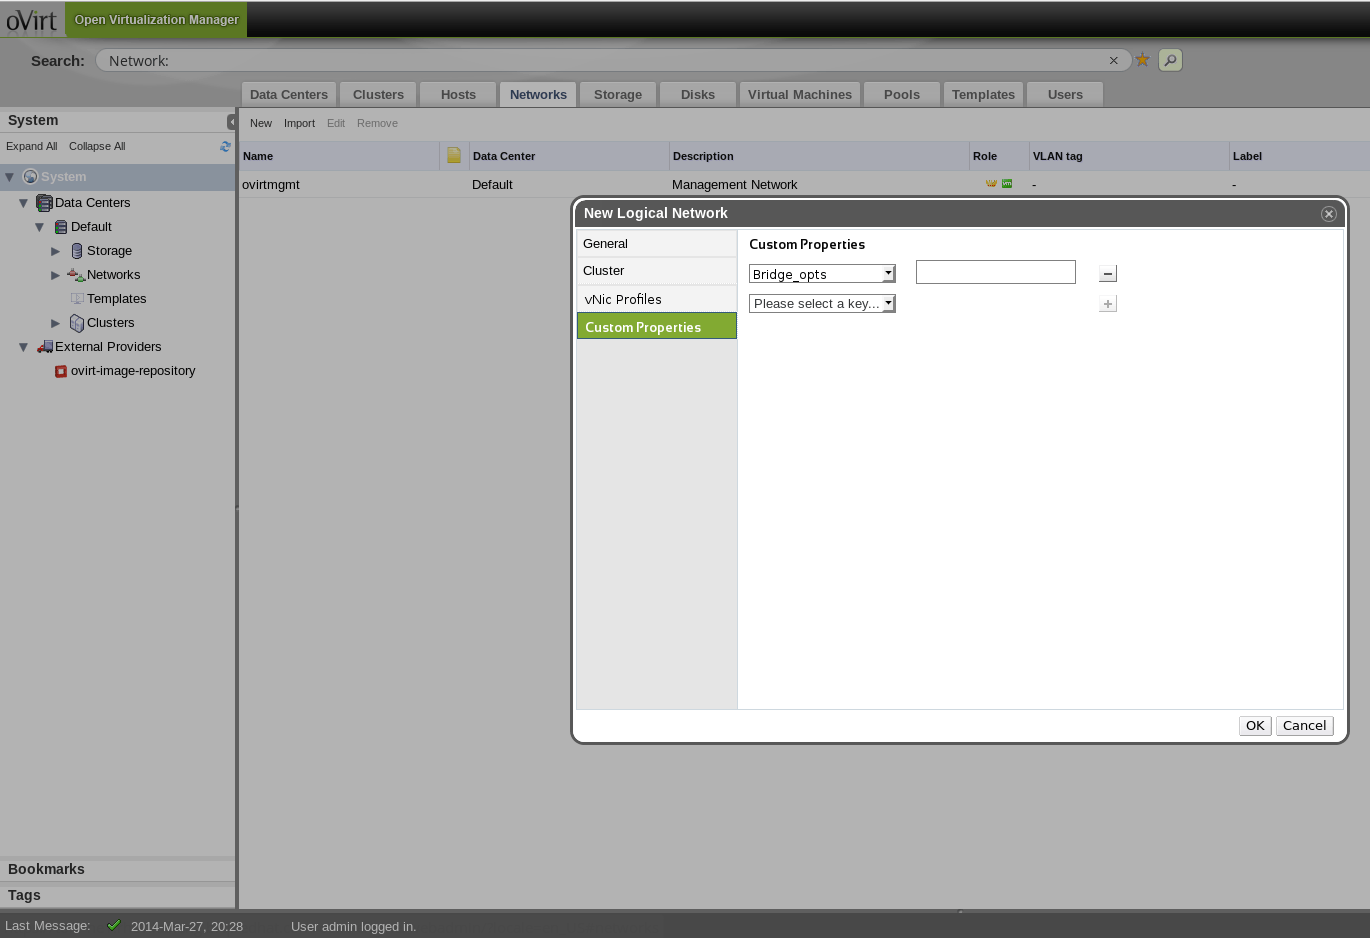 oVirt Open Virtualization Manager
Search: Network:
Data Centers Clusters Hosts Networks Storage Disks Virtual Machines Pools Templates Users
System
New Import Edit Remove
Expand All Collapse All
Name Data Center Description Role VLAN tag Label
ovirtmgmt Default Management Network - -
System
Data Centers
Default
Storage
Networks
Templates
Clusters
External Providers
ovirt-image-repository
New Logical Network
General
Cluster
vNic Profiles
Custom Properties
Custom Properties
Bridge_opts
Please select a key...
OK Cancel
Bookmarks
Tags
Last Message: 2014-Mar-27, 20:28 User admin logged in.